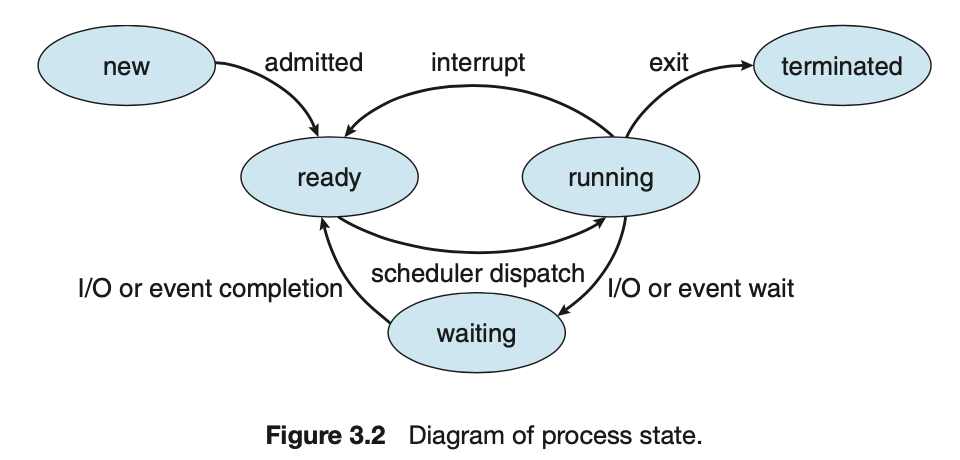 new
admitted
interrupt
exit
terminated
ready
running
scheduler dispatch
I/O or event completion
I/O or event wait
waiting
Figure 3.2 Diagram of process state.